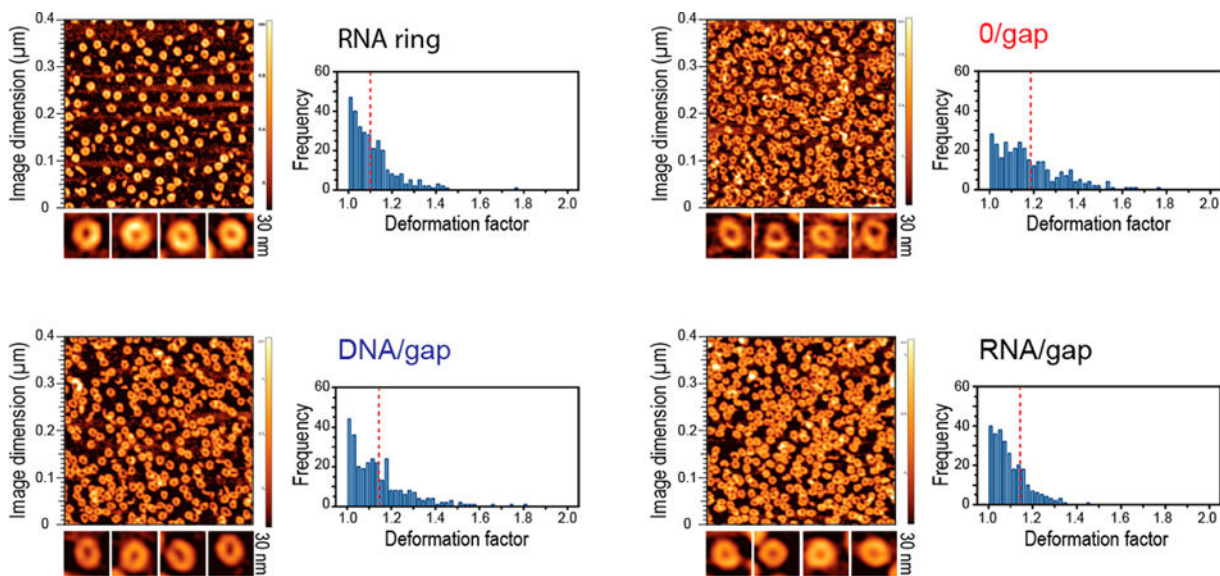 RNA ring
Image dimension (µm)
0.4
0.3
0.2
0.1
0
30 nm
Frequency
60
40
20
0
1.0 1.2 1.4 1.6 1.8 2.0
Deformation factor
0/gap
Image dimension (µm)
0.4
0.3
0.2
0.1
0
30 nm
Frequency
60
40
20
0
1.0 1.2 1.4 1.6 1.8 2.0
Deformation factor
DNA/gap
Image dimension (µm)
0.4
0.3
0.2
0.1
0
30 nm
Frequency
60
40
20
0
1.0 1.2 1.4 1.6 1.8 2.0
Deformation factor
RNA/gap
Image dimension (µm)
0.4
0.3
0.2
0.1
0
30 nm
Frequency
60
40
20
0
1.0 1.2 1.4 1.6 1.8 2.0
Deformation factor